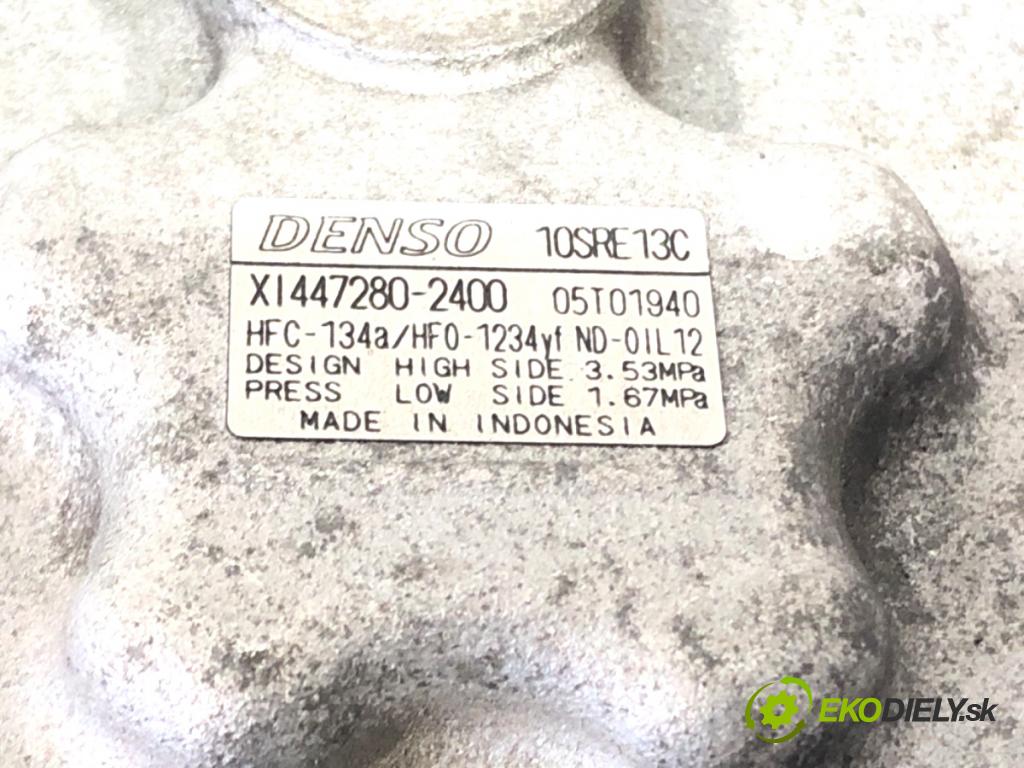 DENSO 10SRE13C
XI447280-2400 05T01940
HFC-134a/HFO-1234yf ND-OIL12
DESIGN HIGH SIDE 3.53MPa
PRESS LOW SIDE 1.67MPa
MADE IN INDONESIA
EKODIELY.sk